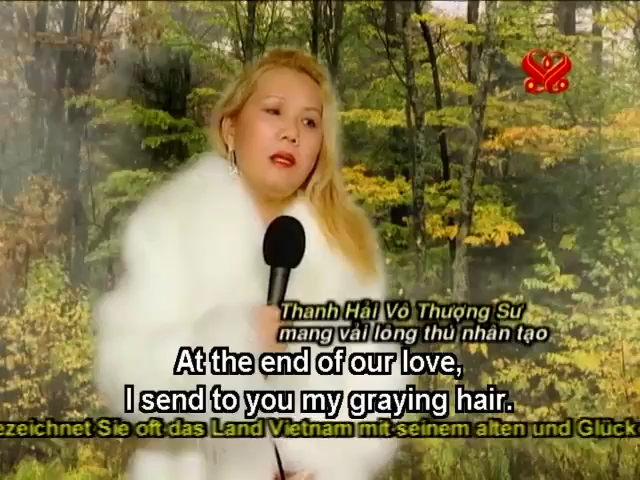 Thanh Hải Vô Thượng Sư
mang vải lông thú nhân tạo
At the end of our love,
I send to you my graying hair.
ezeichnet Sie oft das Land Vietnam mit seinem alten und Glück